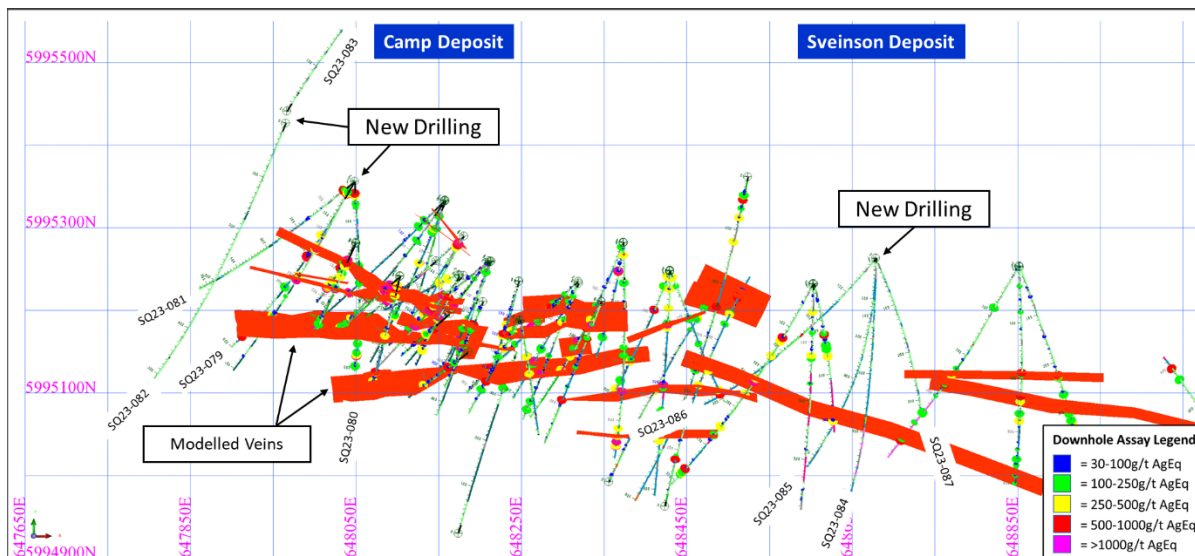 Camp Deposit
Sveinson Deposit
5995500N
SQ23-083
New Drilling
5995300N
New Drilling
SQ23-081
5995100N
SQ23-079
SQ23-082
SQ23-080
SQ23-086
Modelled Veins
SQ23-085
SQ23-084
SQ23-087
Downhole Assay Legend
= 30-100g/t AgEq
= 100-250g/t AgEq
= 250-500g/t AgEq
= 500-1000g/t AgEq
= >1000g/t AgEq
5994900N
647650E
647850E
648050E
648250E
648450E
648850E